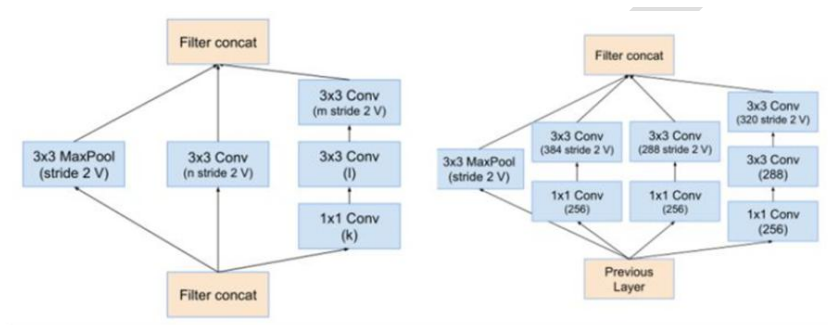 Filter concat
3x3 Conv
(m stride 2 V)
3x3 MaxPool
(stride 2 V)
3x3 Conv
(n stride 2 V)
3x3 Conv
(l)
1x1 Conv
(k)
Filter concat
Filter concat
3x3 Conv
(320 stride 2 V)
3x3 MaxPool
(stride 2 V)
3x3 Conv
(384 stride 2 V)
3x3 Conv
(288 stride 2 V)
3x3 Conv
(288)
1x1 Conv
(256)
1x1 Conv
(256)
1x1 Conv
(256)
Previous
Layer